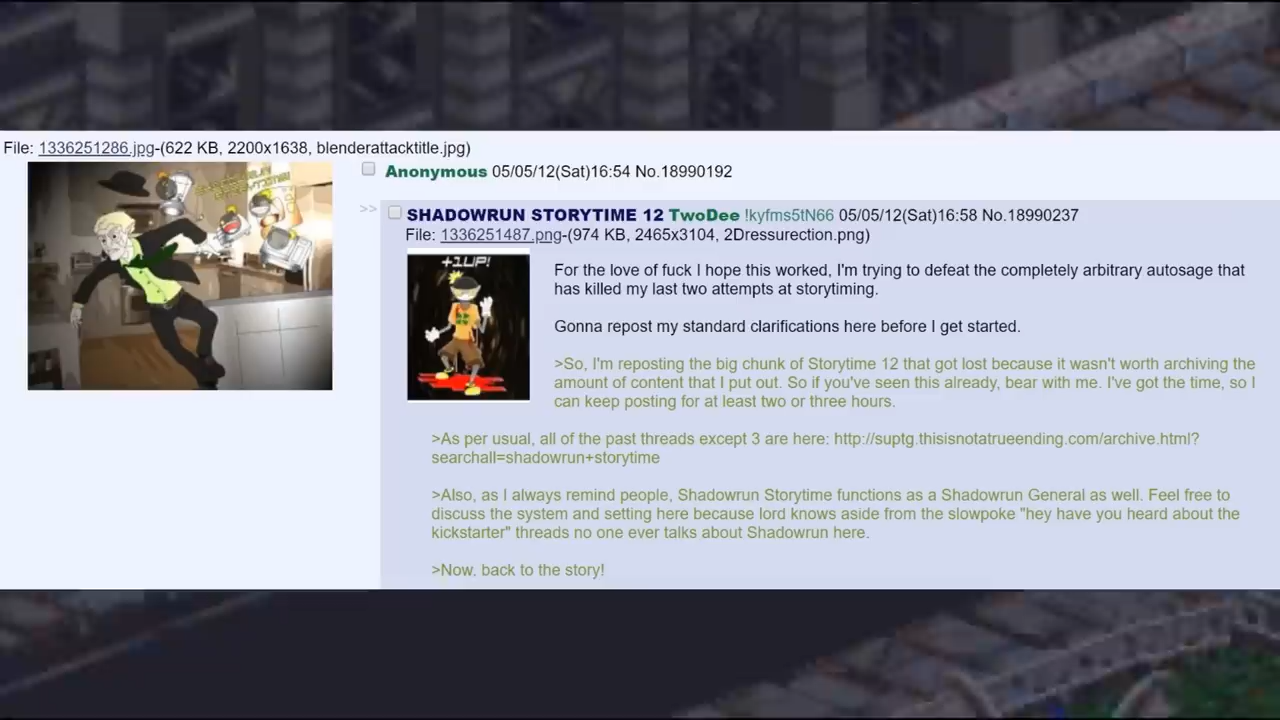 File: 1336251286.jpg-(622 KB, 2200x1638, blenderattacktitle.jpg)
Anonymous 05/05/12(Sat)16:54 No.18990192
>> SHADOWRUN STORYTIME 12 TwoDee !kyfms5tN66 05/05/12(Sat)16:58 No.18990237
File: 1336251487.png-(974 KB, 2465x3104, 2Dressurection.png)
+1UP!
For the love of fuck I hope this worked, I'm trying to defeat the completely arbitrary autosage that
has killed my last two attempts at storytiming.
Gonna repost my standard clarifications here before I get started.
>So, I'm reposting the big chunk of Storytime 12 that got lost because it wasn't worth archiving the
amount of content that I put out. So if you've seen this already, bear with me. I've got the time, so I
can keep posting for at least two or three hours.
>As per usual, all of the past threads except 3 are here: http://suptg.thisisnotatrueending.com/archive.html?
searchall=shadowrun+storytime
>Also, as I always remind people, Shadowrun Storytime functions as a Shadowrun General as well. Feel free to
discuss the system and setting here because lord knows aside from the slowpoke "hey have you heard about the
kickstarter" threads no one ever talks about Shadowrun here.
>Now, back to the story!